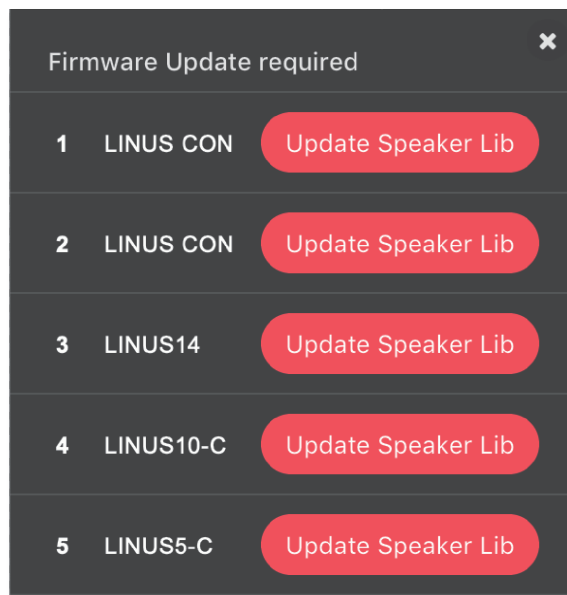 Firmware Update required
1 LINUS CON Update Speaker Lib
2 LINUS CON Update Speaker Lib
3 LINUS14 Update Speaker Lib
4 LINUS10-C Update Speaker Lib
5 LINUS5-C Update Speaker Lib